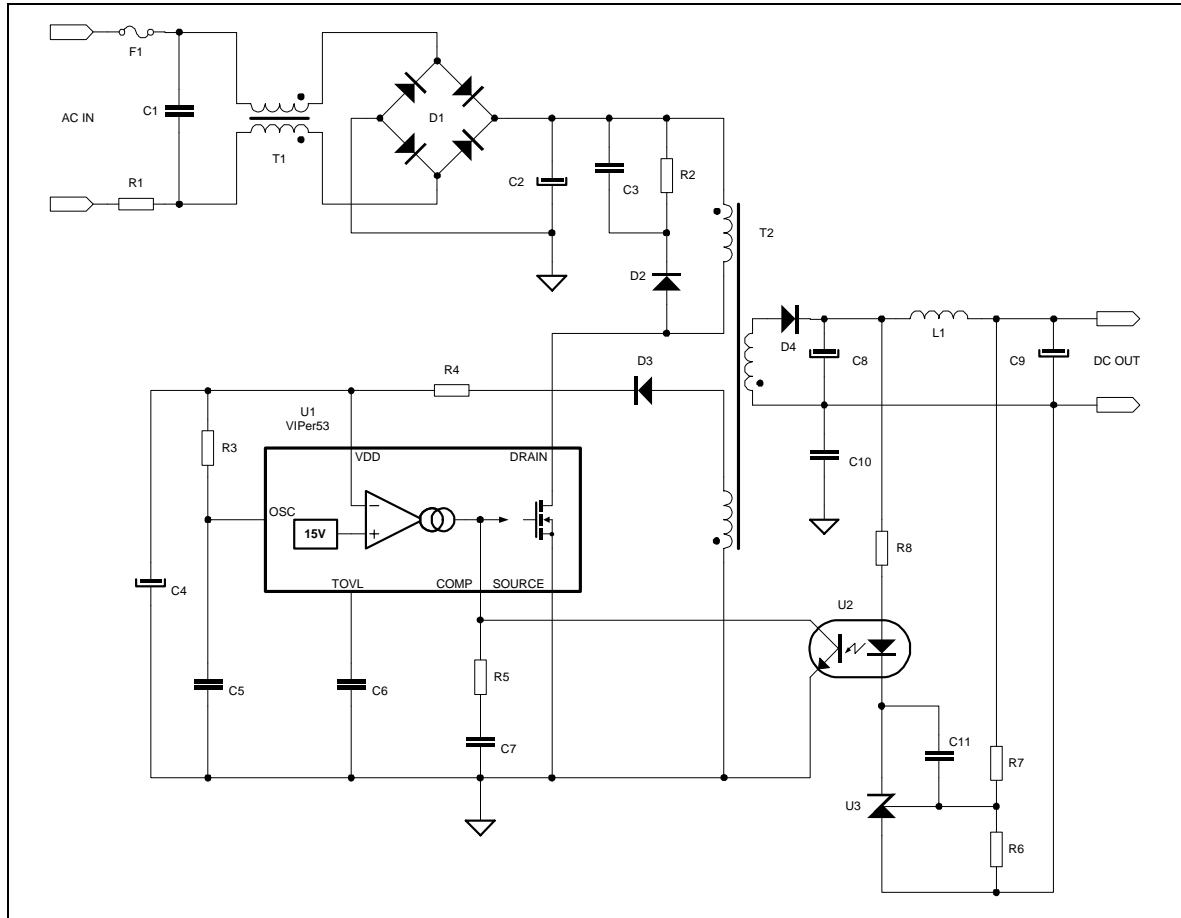 F1
C1
AC IN
T1
R1
D1
C2
C3
R2
T2
D2
D3
D4
C8
L1
C9
DC OUT
R4
U1
VIPer53
R3
VDD
DRAIN
OSC
15V
TOVL
COMP
SOURCE
C4
C5
C6
R5
C7
C10
R8
U2
C11
R7
U3
R6